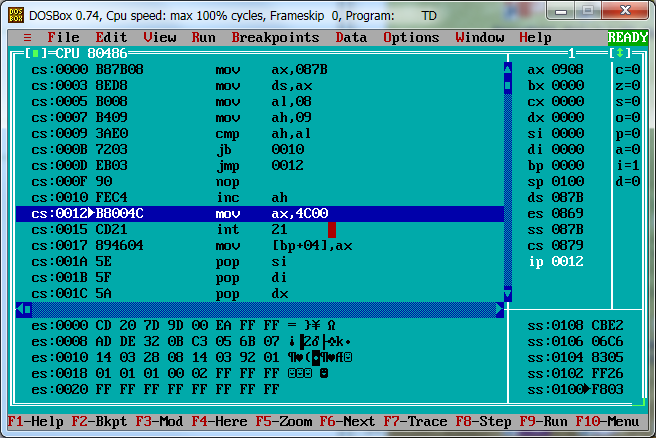 DOSBox 0.74, Cpu speed: max 100% cycles, Frameskip 0, Program: TD
≡ File Edit View Run Breakpoints Data Options Window Help READY
[■]=CPU 80486 1 [↕]
cs:0000 B87B08 mov ax,087B
cs:0003 8ED8 mov ds,ax
cs:0005 B008 mov al,08
cs:0007 B409 mov ah,09
cs:0009 3AE0 cmp ah,al
cs:000B 7203 jb 0010
cs:000D EB03 jmp 0012
cs:000F 90 nop
cs:0010 FEC4 inc ah
cs:0012►B8004C mov ax,4C00
cs:0015 CD21 int 21
cs:0017 894604 mov [bp+04],ax
cs:001A 5E pop si
cs:001B 5F pop di
cs:001C 5A pop dx
ax 0908 c=0
bx 0000 z=0
cx 0000 s=0
dx 0000 o=0
si 0000 p=0
di 0000 a=0
bp 0000 i=1
sp 0100 d=0
ds 087B
es 0869
ss 087B
cs 0879
ip 0012
es:0000 CD 20 7D 9D 00 EA FF FF = }¥ Ω
es:0008 AD DE 32 0B C3 05 6B 07 ¡▐2♂├♣k•
es:0010 14 03 28 08 14 03 92 01 ¶♥(◘¶♥Æ☺
es:0018 01 01 01 00 02 FF FF FF ☺☺☺ ☻
es:0020 FF FF FF FF FF FF FF FF
ss:0108 CBE2
ss:0106 06C6
ss:0104 8305
ss:0102 FF26
ss:0100►F803
F1-Help F2-Bkpt F3-Mod F4-Here F5-Zoom F6-Next F7-Trace F8-Step F9-Run F10-Menu